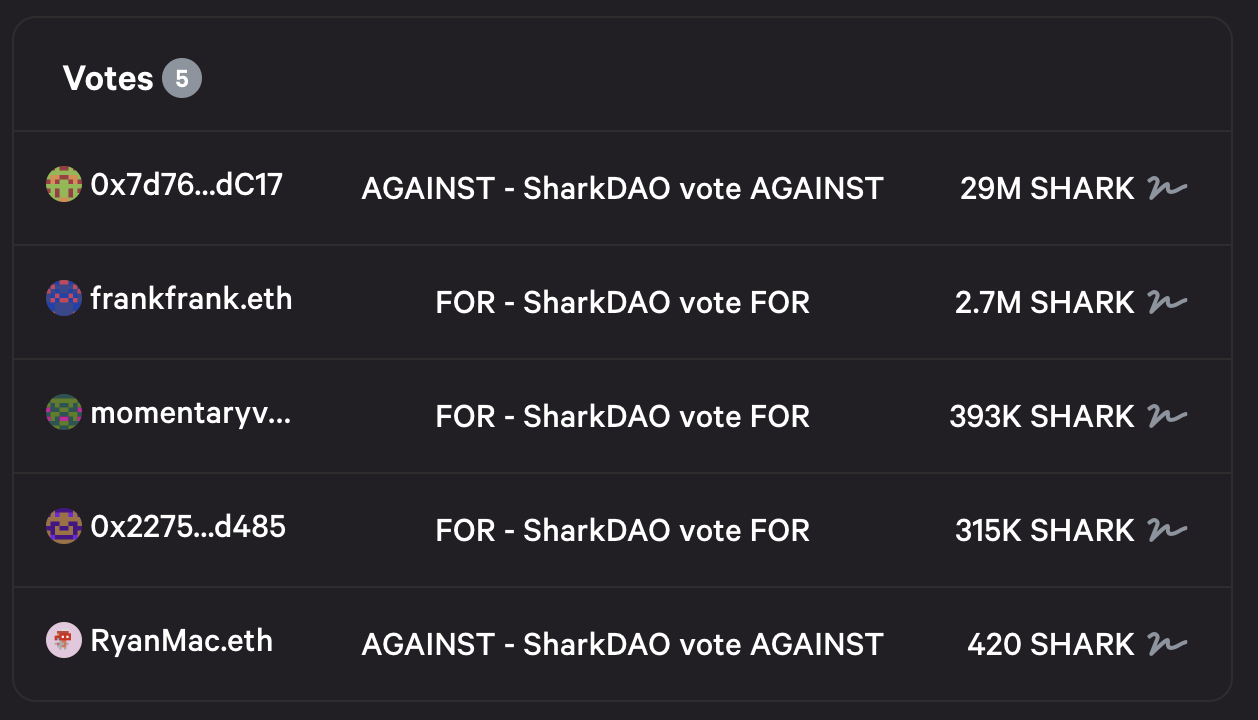 Votes 5
0x7d76...dC17 AGAINST - SharkDAO vote AGAINST 29M SHARK
frankfrank.eth FOR - SharkDAO vote FOR 2.7M SHARK
momentaryv... FOR - SharkDAO vote FOR 393K SHARK
0x2275...d485 FOR - SharkDAO vote FOR 315K SHARK
RyanMac.eth AGAINST - SharkDAO vote AGAINST 420 SHARK